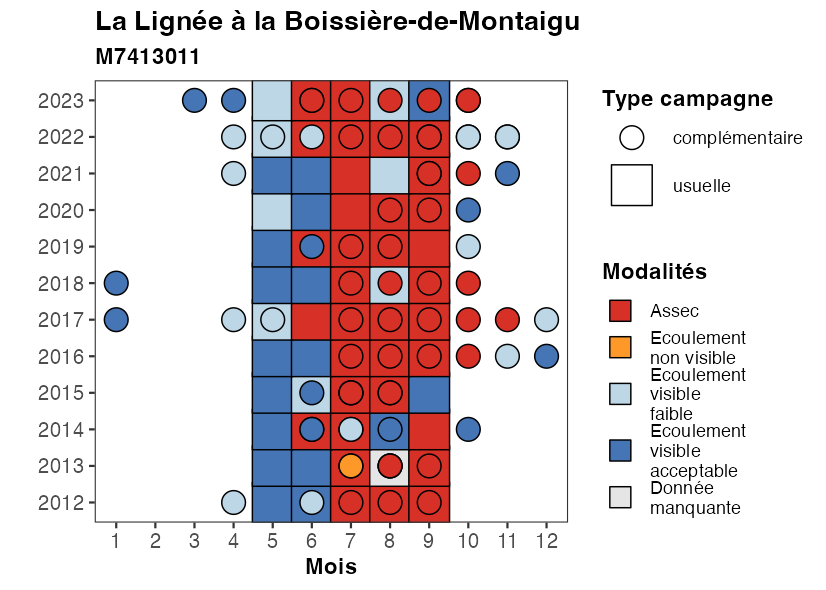 La Lignée à la Boissière-de-Montaigu
M7413011
2023
2022
2021
2020
2019
2018
2017
2016
2015
2014
2013
2012
1 2 3 4 5 6 7 8 9 10 11 12
Mois
Type campagne
complémentaire
usuelle
Modalités
Assec
Ecoulement
non visible
Ecoulement
visible
faible
Ecoulement
visible
acceptable
Donnée
manquante